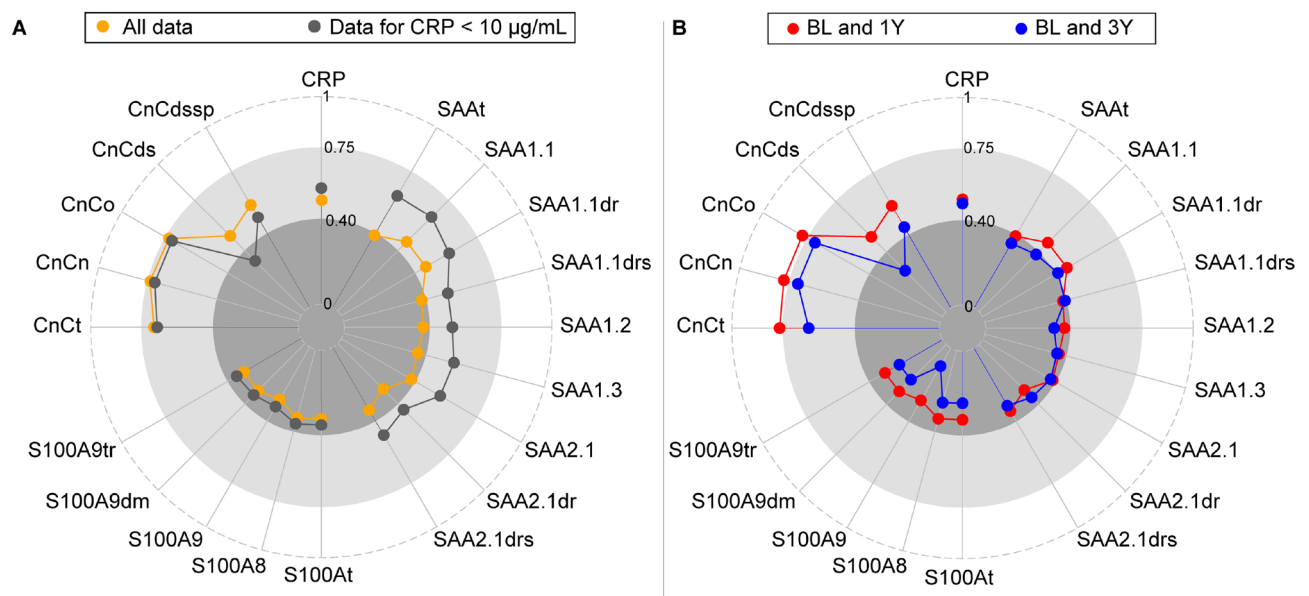 A
All data
Data for CRP < 10 µg/mL
CRP
1
0.75
0.40
0
SAAt
SAA1.1
SAA1.1dr
SAA1.1drs
SAA1.2
SAA1.3
SAA2.1
SAA2.1dr
SAA2.1drs
S100At
S100A8
S100A9
S100A9dm
S100A9tr
CnCt
CnCn
CnCo
CnCds
CnCdssp
B
BL and 1Y
BL and 3Y
CRP
1
0.75
0.40
0
SAAt
SAA1.1
SAA1.1dr
SAA1.1drs
SAA1.2
SAA1.3
SAA2.1
SAA2.1dr
SAA2.1drs
S100At
S100A8
S100A9
S100A9dm
S100A9tr
CnCt
CnCn
CnCo
CnCds
CnCdssp